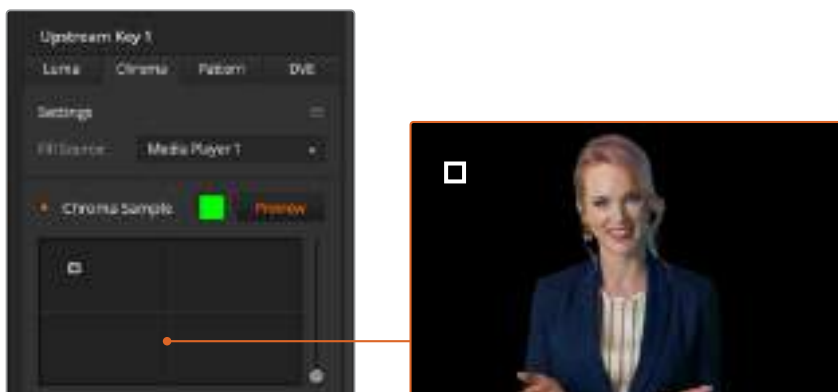 Upstream Key 1
Luma Chroma Pattern DVE
Settings
Fill Source Media Player 1
Chroma Sample Preview